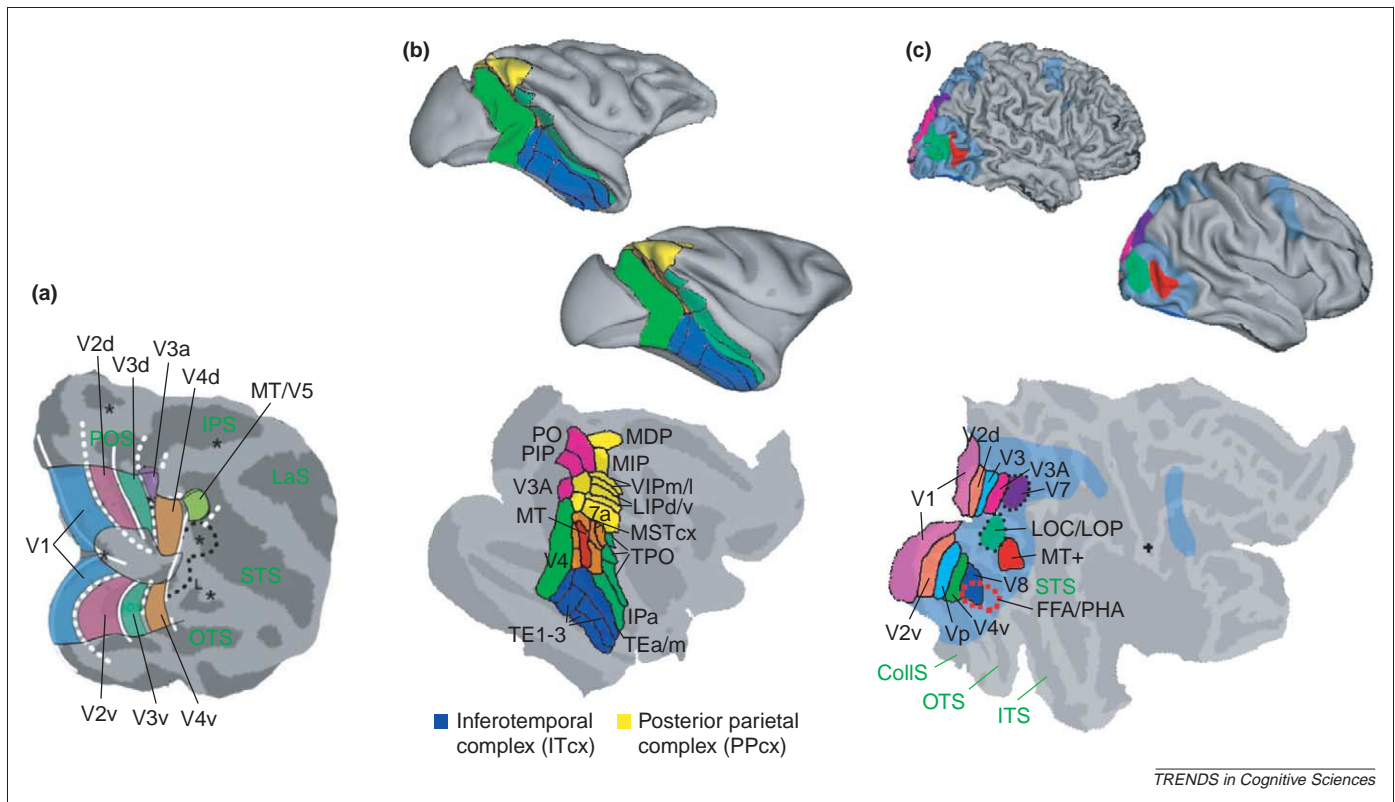 (a)
V2d
V3d
V3a
V4d
MT/V5
POS
IPS
LaS
V1
STS
L
OTS
V2v
V3v
V4v
(b)
PO
PIP
MDP
MIP
V3A
VIPm/l
LIPd/v
7a
MT
MSTcx
V4
TPO
IPa
TE1-3
TEa/m
Inferotemporal
complex (ITcx)
Posterior parietal
complex (PPcx)
(c)
V2d
V3
V3A
V7
V1
LOC/LOP
MT+
V8
STS
FFA/PHA
V2v
Vp
V4v
CollS
OTS
ITS
TRENDS in Cognitive Sciences